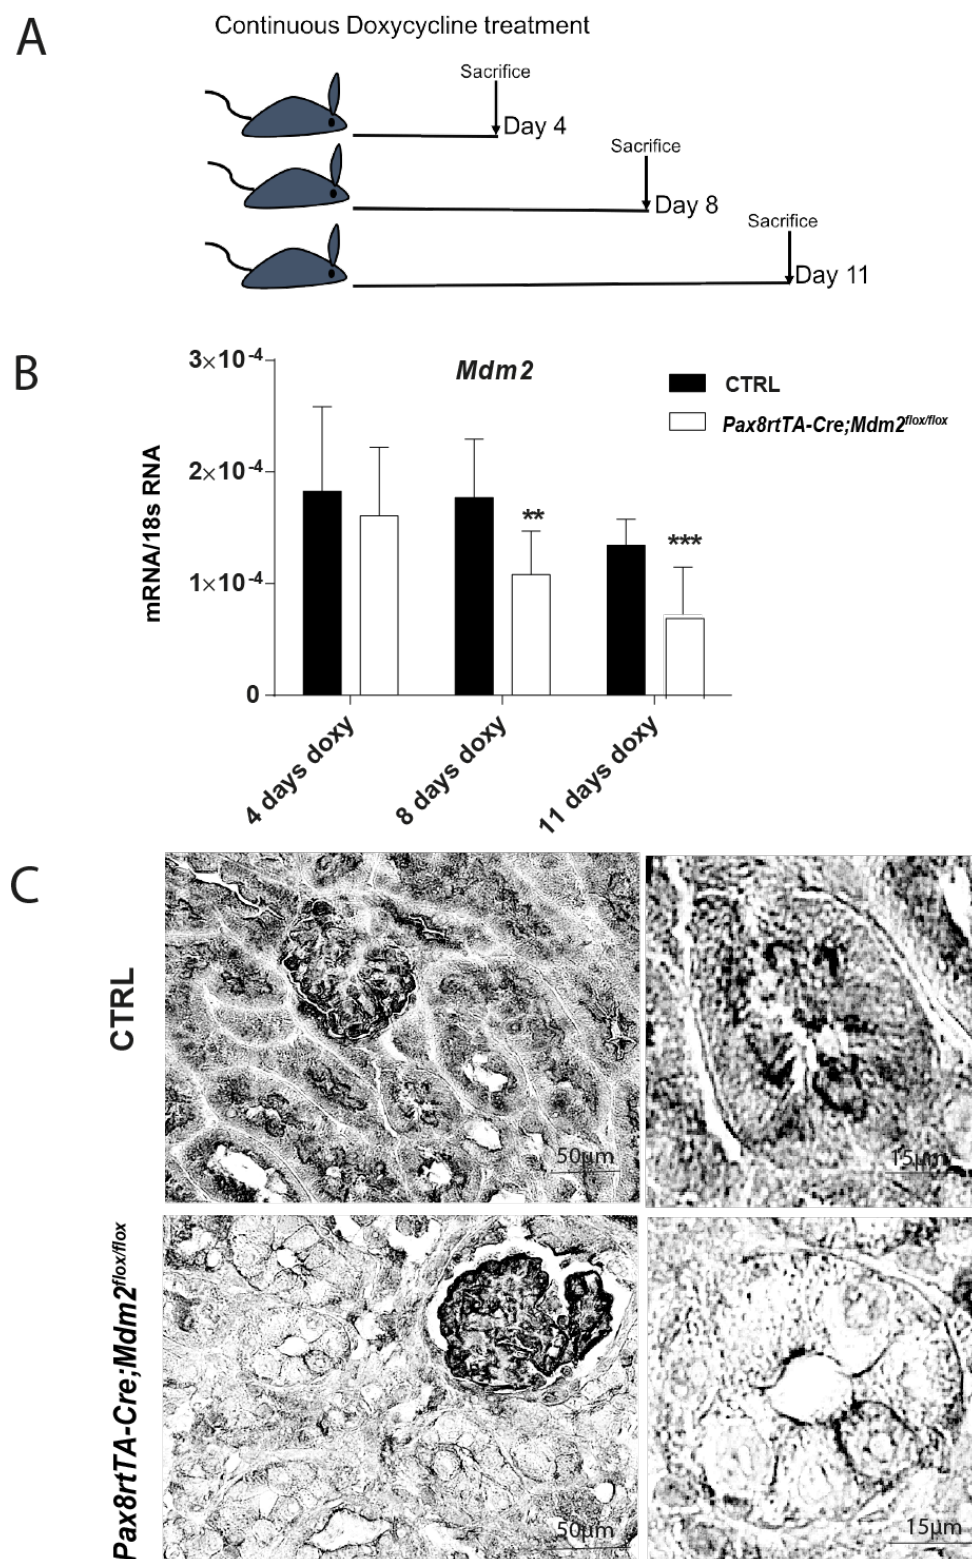 A
Continuous Doxycycline treatment
Sacrifice
Day 4
Sacrifice
Day 8
Sacrifice
Day 11
B
Mdm2
CTRL
Pax8rtTA-Cre;Mdm2flox/flox
mRNA/18s RNA
3×10-4
2×10-4
1×10-4
0
**
***
4 days doxy
8 days doxy
11 days doxy
C
CTRL
50µm
15µm
Pax8rtTA-Cre;Mdm2flox/flox
50µm
15µm